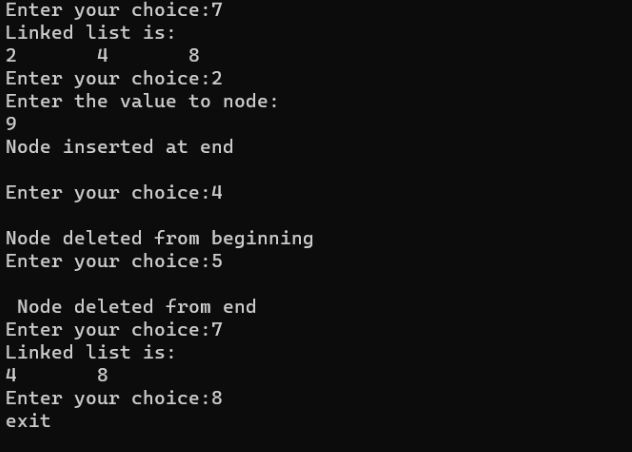 Enter your choice:7
Linked list is:
2       4       8
Enter your choice:2
Enter the value to node:
9
Node inserted at end
Enter your choice:4
Node deleted from beginning
Enter your choice:5
 Node deleted from end
Enter your choice:7
Linked list is:
4       8
Enter your choice:8
exit